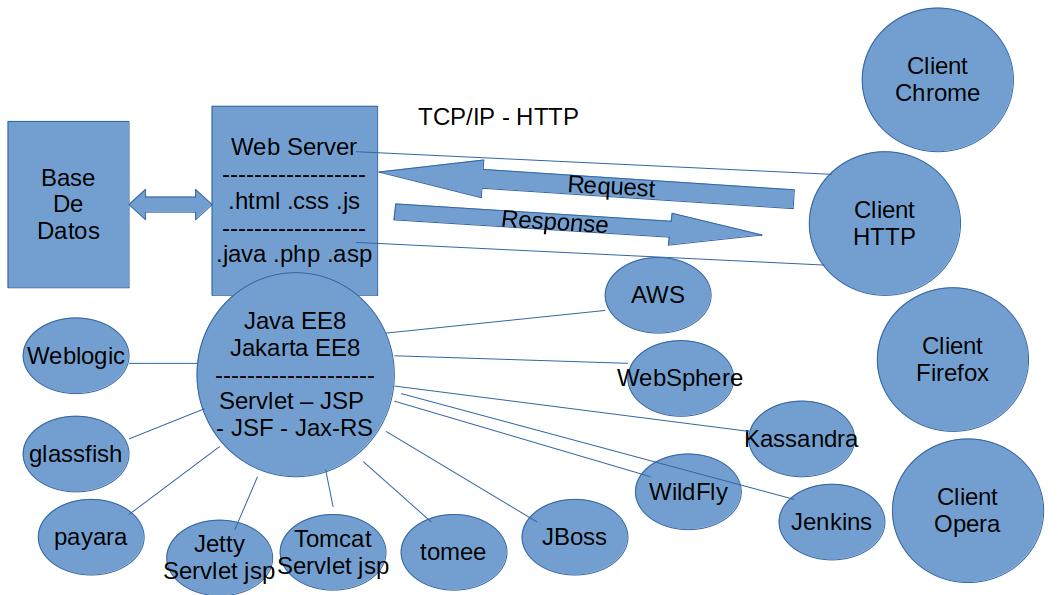 Client
Chrome
TCP/IP - HTTP
Web Server
------------------
.html .css .js
------------------
.java .php .asp
Base
De
Datos
Request
Response
Client
HTTP
Java EE8
Jakarta EE8
--------------------
Servlet – JSP
- JSF - Jax-RS
AWS
WebSphere
Kassandra
WildFly
Jenkins
Client
Firefox
Client
Opera
Weblogic
glassfish
payara
Jetty
Servlet jsp
Tomcat
Servlet jsp
tomee
JBoss